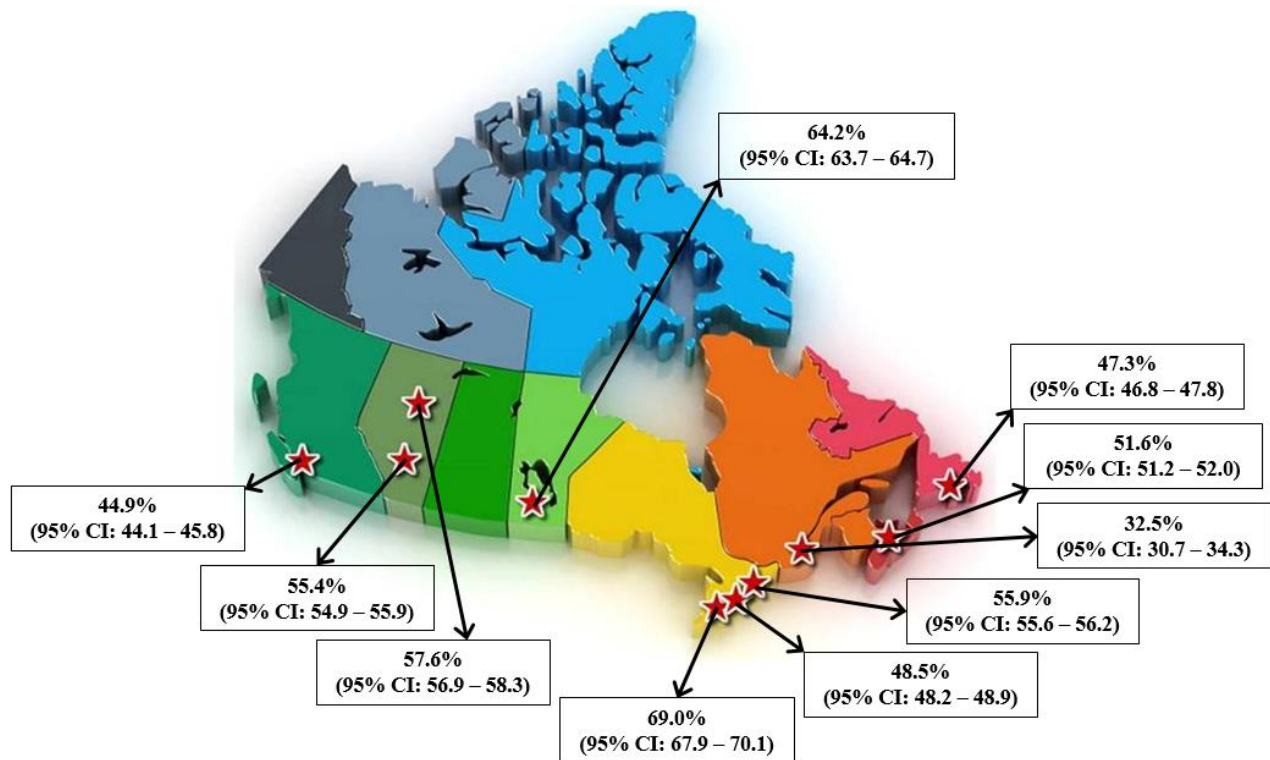 64.2%
(95% CI: 63.7 – 64.7)
47.3%
(95% CI: 46.8 – 47.8)
51.6%
(95% CI: 51.2 – 52.0)
44.9%
(95% CI: 44.1 – 45.8)
32.5%
(95% CI: 30.7 – 34.3)
55.4%
(95% CI: 54.9 – 55.9)
55.9%
(95% CI: 55.6 – 56.2)
57.6%
(95% CI: 56.9 – 58.3)
48.5%
(95% CI: 48.2 – 48.9)
69.0%
(95% CI: 67.9 – 70.1)